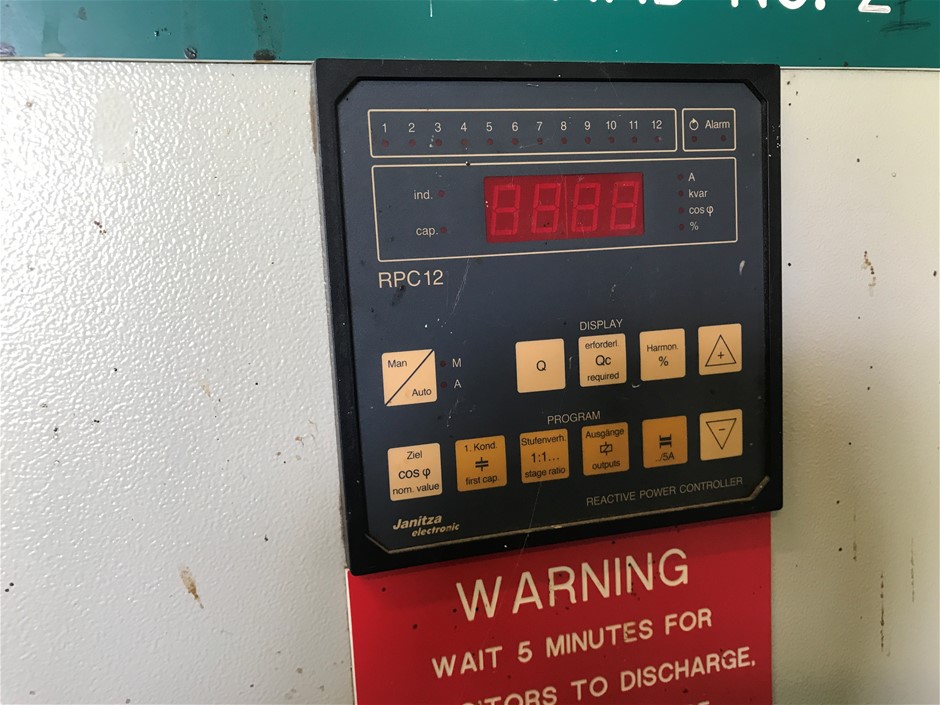 NO. 2
1 2 3 4 5 6 7 8 9 10 11 12
Alarm
ind.
cap.
A
kvar
cos φ
%
RPC12
DISPLAY
Man
Auto
M
A
Q
erforderl.
Qc
required
Harmon.
%
+
PROGRAM
Ziel
cos φ
nom. value
1. Kond.
first cap.
Stufenverh.
1:1...
stage ratio
Ausgänge
outputs
../5A
-
REACTIVE POWER CONTROLLER
Janitza
electronic
WARNING
WAIT 5 MINUTES FOR
TO DISCHARGE,